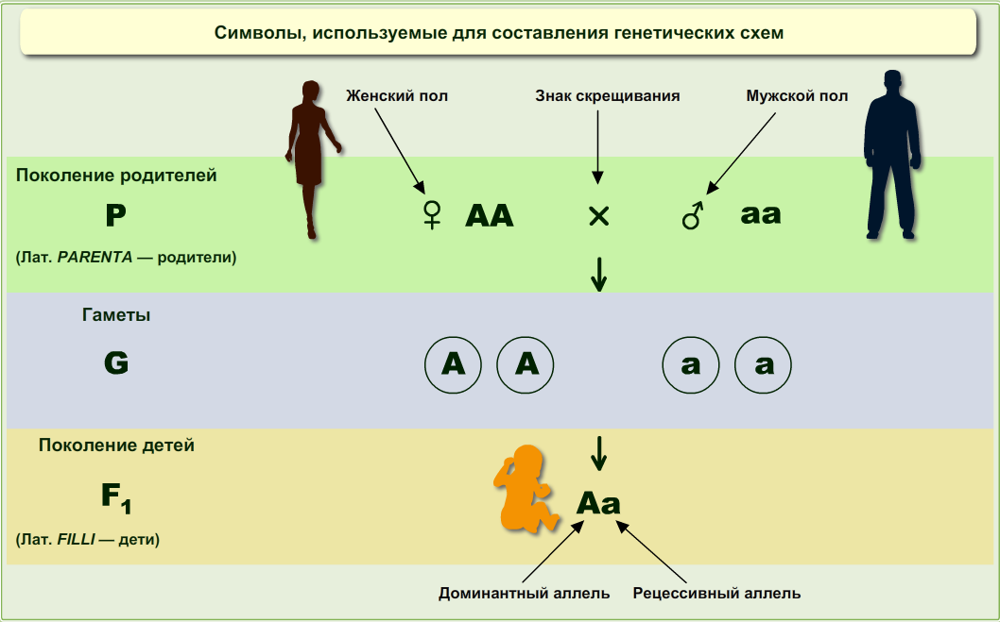 Символы, используемые для составления генетических схем
Женский пол
Знак скрещивания
Мужской пол
Поколение родителей
P
♀ AA × ♂ aa
(Лат. PARENTA — родители)
Гаметы
G
A A a a
Поколение детей
F1
Aa
(Лат. FILLI — дети)
Доминантный аллель
Рецессивный аллель